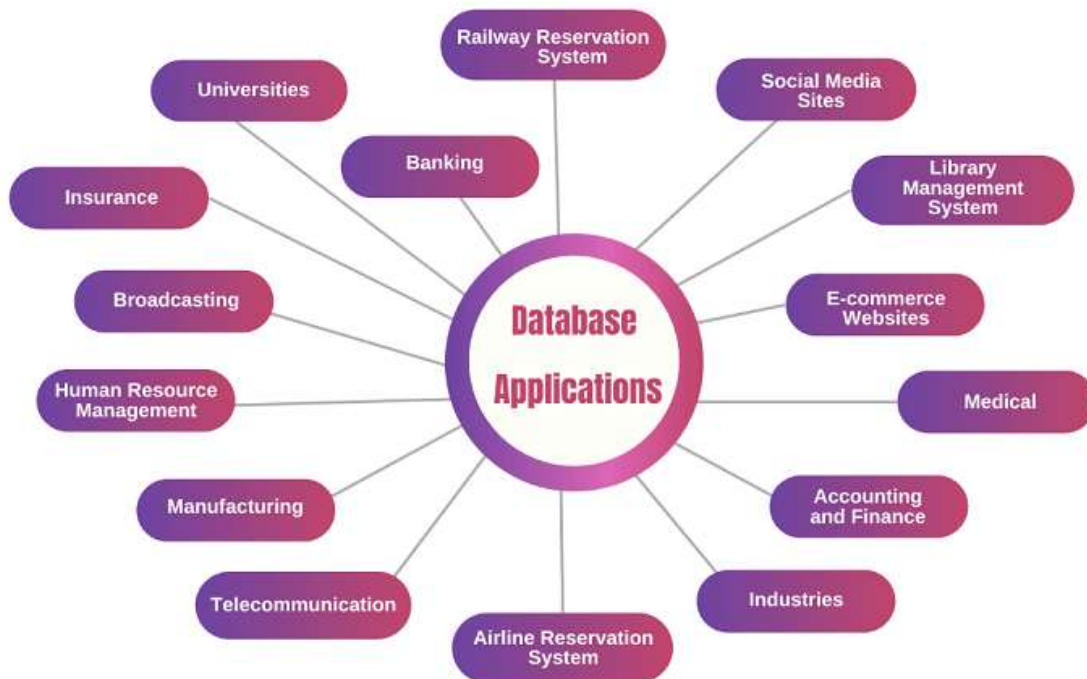 Railway Reservation
System
Social Media
Sites
Universities
Banking
Library
Management
System
Insurance
Broadcasting
E-commerce
Websites
Database
Applications
Human Resource
Management
Medical
Manufacturing
Accounting
and Finance
Telecommunication
Industries
Airline Reservation
System